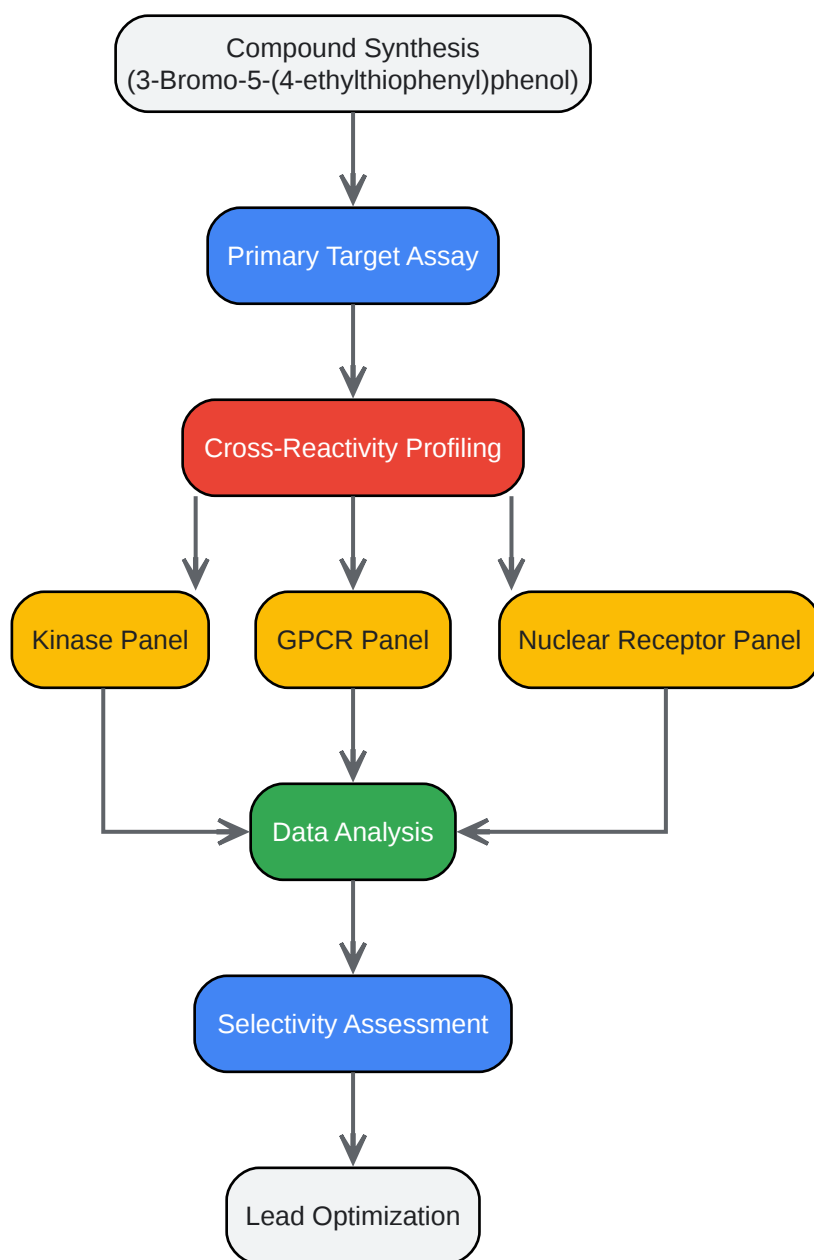 Compound Synthesis
(3-Bromo-5-(4-ethylthiophenyl)phenol)
Primary Target Assay
Cross-Reactivity Profiling
Kinase Panel
GPCR Panel
Nuclear Receptor Panel
Data Analysis
Selectivity Assessment
Lead Optimization